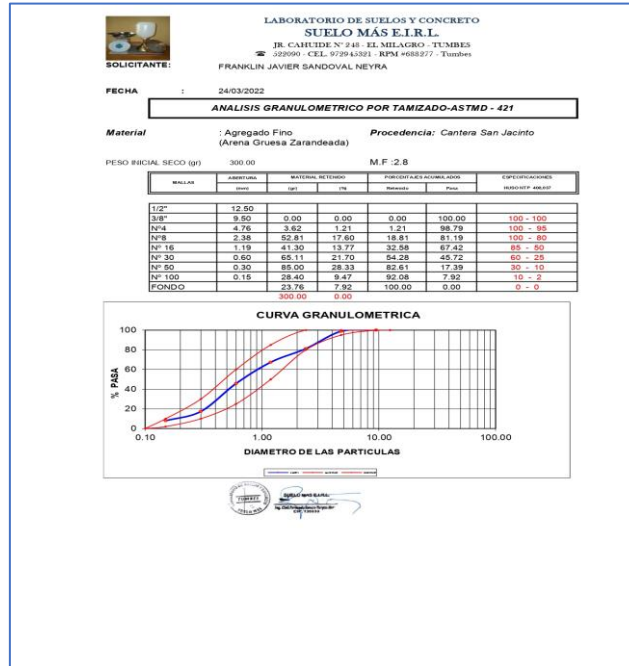 LABORATORIO DE SUELOS Y CONCRETO
SUELO MÁS E.I.R.L.
JR. CAHUIDE Nº 248 - EL MILAGRO - TUMBES
☎ 522090 - CEL. 972945321 - RPM #688277 - Tumbes
SOLICITANTE: FRANKLIN JAVIER SANDOVAL NEYRA
FECHA : 24/03/2022
ANALISIS GRANULOMETRICO POR TAMIZADO-ASTMD - 421
Material : Agregado Fino Procedencia: Cantera San Jacinto
(Arena Gruesa Zarandeada)
PESO INICIAL SECO (gr) 300.00 M.F :2.8
MALLAS ABERTURA MATERIAL RETENIDO PORCENTAJES ACUMULADOS ESPECIFICACIONES
(mm) (gr) (%) Retenido Pasa
1/2" 12.50
3/8" 9.50 0.00 0.00 0.00 100.00 100 - 100
Nº4 4.76 3.62 1.21 1.21 98.79 100 - 95
Nº8 2.38 52.81 17.60 18.81 81.19 100 - 80
Nº 16 1.19 41.30 13.77 32.58 67.42 85 - 50
Nº 30 0.60 65.11 21.70 54.28 45.72 60 - 25
Nº 50 0.30 85.00 28.33 82.61 17.39 30 - 10
Nº 100 0.15 28.40 9.47 92.08 7.92 10 - 2
FONDO 23.76 7.92 100.00 0.00 0 - 0
300.00 0.00
CURVA GRANULOMETRICA
% PASA
100
80
60
40
20
0
0.10 1.00 10.00 100.00
DIAMETRO DE LAS PARTICULAS
TUMBES
SUELO MAS E.I.R.L.